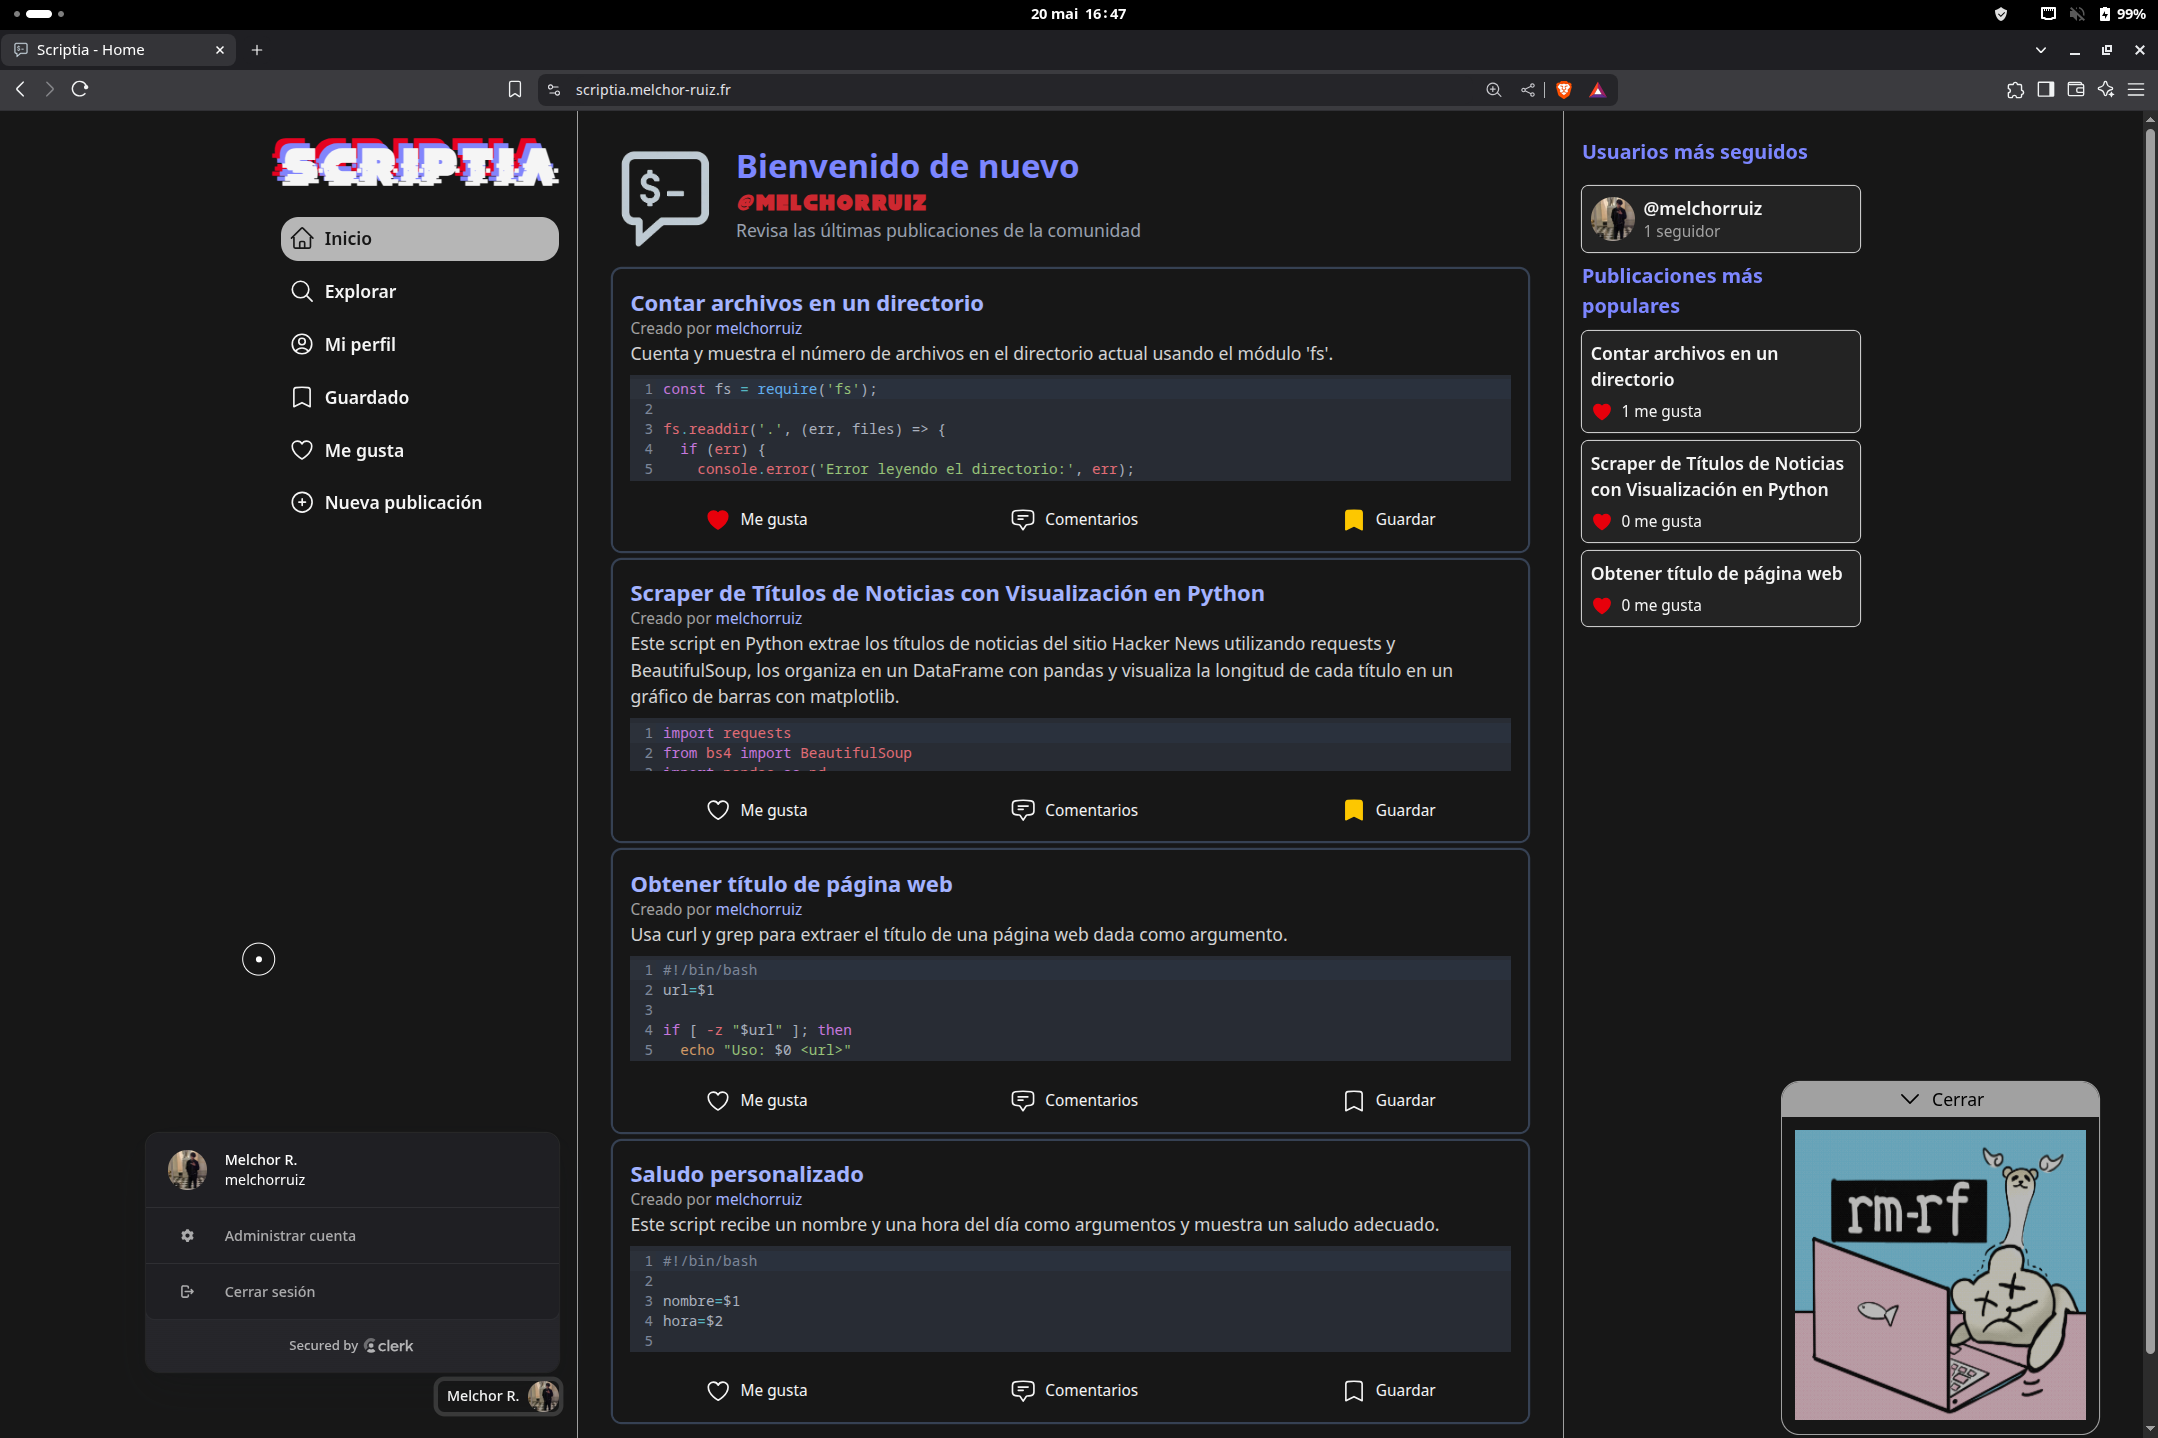 20 mai 16:47
99%
Scriptia - Home
scriptia.melchor-ruiz.fr
SCRIPTIA
Inicio
Explorar
Mi perfil
Guardado
Me gusta
Nueva publicación
Melchor R.
melchorruiz
Administrar cuenta
Cerrar sesión
Secured by clerk
Melchor R.
$-
Bienvenido de nuevo
@MELCHORRUIZ
Revisa las últimas publicaciones de la comunidad
Contar archivos en un directorio
Creado por melchorruiz
Cuenta y muestra el número de archivos en el directorio actual usando el módulo 'fs'.
1 const fs = require('fs');
2
3 fs.readdir('.', (err, files) => {
4   if (err) {
5     console.error('Error leyendo el directorio:', err);
Me gusta
Comentarios
Guardar
Scraper de Títulos de Noticias con Visualización en Python
Creado por melchorruiz
Este script en Python extrae los títulos de noticias del sitio Hacker News utilizando requests y
BeautifulSoup, los organiza en un DataFrame con pandas y visualiza la longitud de cada título en un
gráfico de barras con matplotlib.
1 import requests
2 from bs4 import BeautifulSoup
Me gusta
Comentarios
Guardar
Obtener título de página web
Creado por melchorruiz
Usa curl y grep para extraer el título de una página web dada como argumento.
1 #!/bin/bash
2 url=$1
3
4 if [ -z "$url" ]; then
5   echo "Uso: $0 <url>"
Me gusta
Comentarios
Guardar
Saludo personalizado
Creado por melchorruiz
Este script recibe un nombre y una hora del día como argumentos y muestra un saludo adecuado.
1 #!/bin/bash
2
3 nombre=$1
4 hora=$2
5
Me gusta
Comentarios
Guardar
Usuarios más seguidos
@melchorruiz
1 seguidor
Publicaciones más
populares
Contar archivos en un
directorio
1 me gusta
Scraper de Títulos de Noticias
con Visualización en Python
0 me gusta
Obtener título de página web
0 me gusta
Cerrar
rm-rf